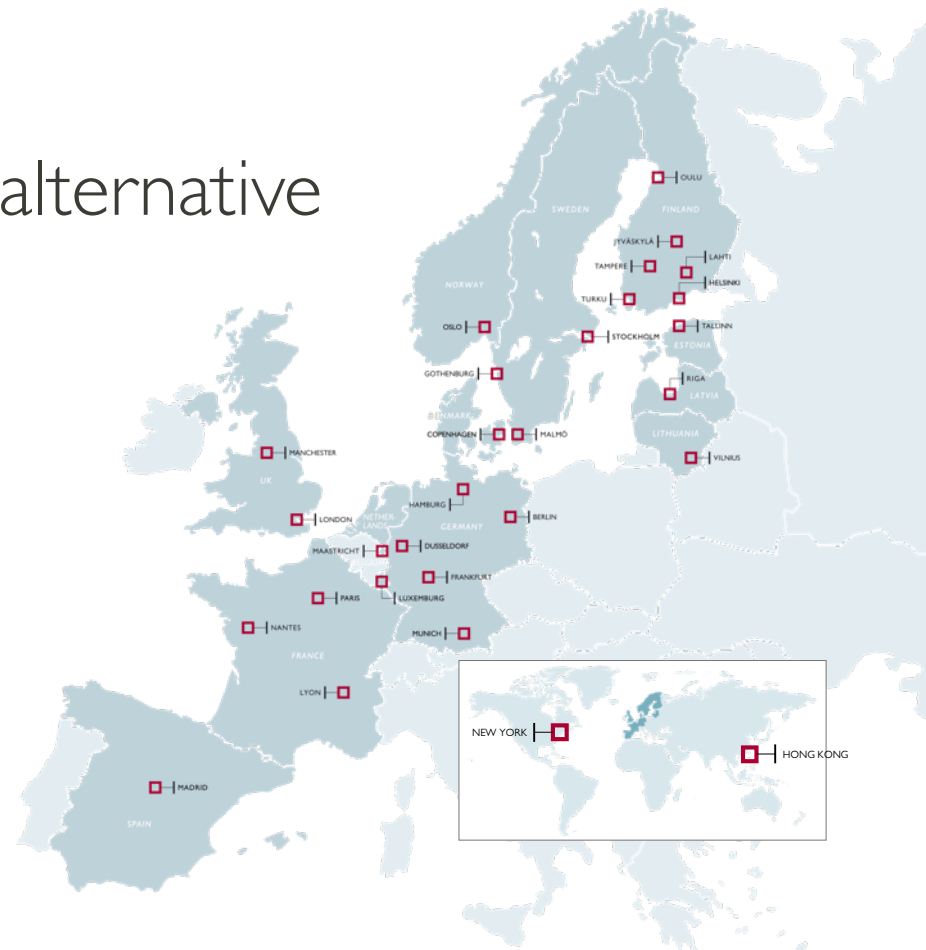 alternative
OULU
SWEDEN
FINLAND
JYVÄSKYLÄ
LAHTI
TAMPERE
HELSINKI
NORWAY
TURKU
OSLO
TALLINN
STOCKHOLM
ESTONIA
GOTHENBURG
RIGA
LATVIA
DENMARK
COPENHAGEN
MALMÖ
LITHUANIA
MANCHESTER
VILNIUS
UK
HAMBURG
LONDON
NETHER-
LANDS
GERMANY
BERLIN
MAASTRICHT
DUSSELDORF
FRANKFURT
PARIS
LUXEMBURG
NANTES
MUNICH
FRANCE
LYON
NEW YORK
HONG KONG
MADRID
SPAIN